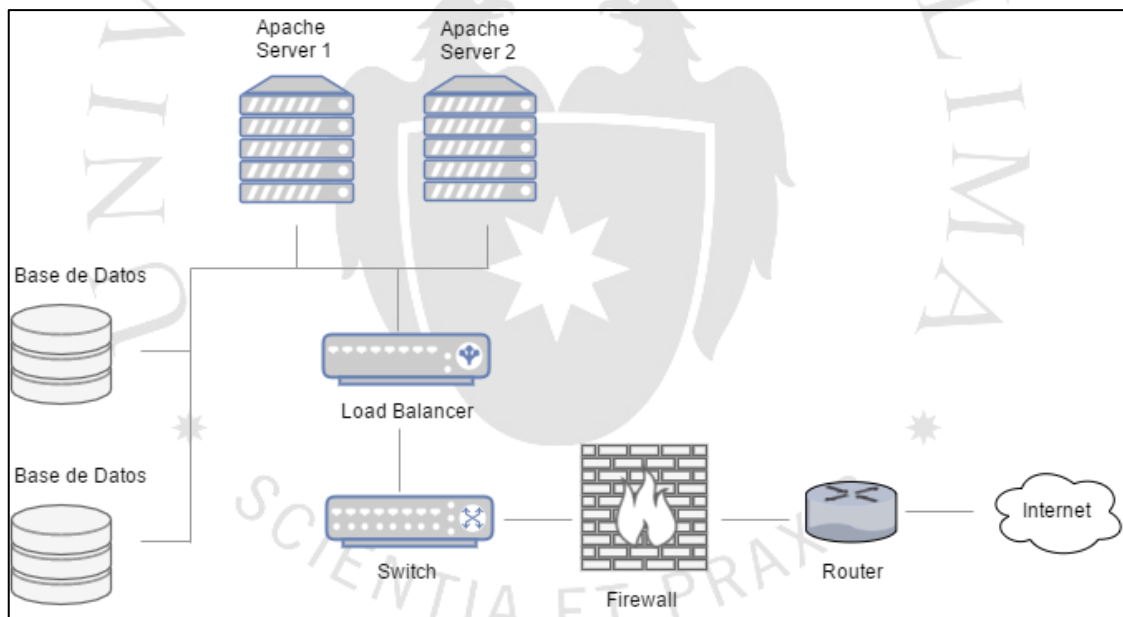 Apache
Server 1
Apache
Server 2
Base de Datos
Load Balancer
Base de Datos
Switch
Firewall
Router
Internet
SCIENTIA ET PRAXIS
LIMA